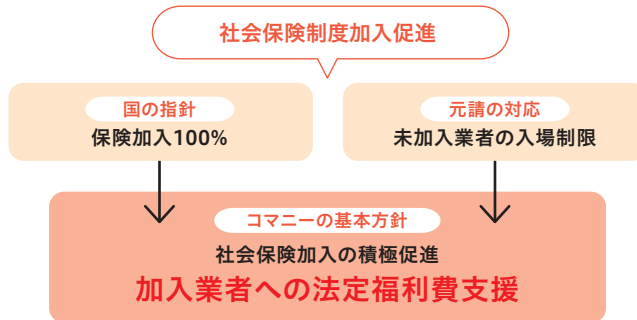 社会保険制度加入促進
国の指針
保険加入100%
元請の対応
未加入業者の入場制限
コマニーの基本方針
社会保険加入の積極促進
加入業者への法定福利費支援